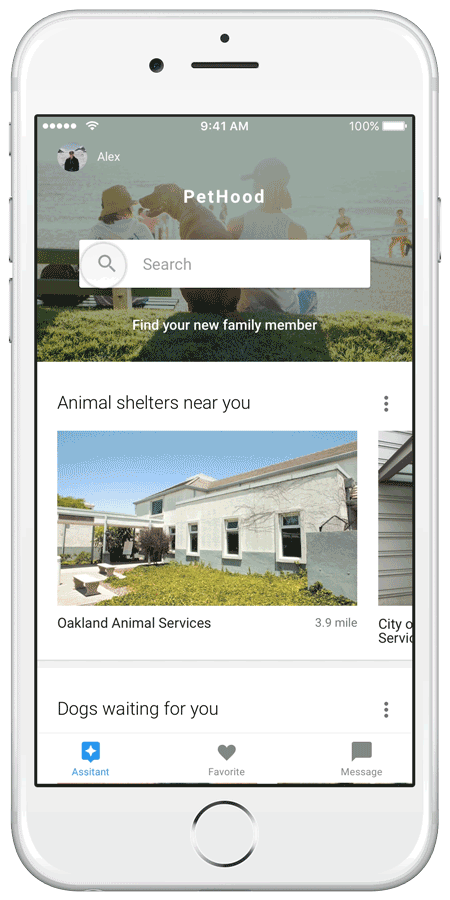 9:41 AM
100%
Alex
PetHood
Search
Find your new family member
Animal shelters near you
Oakland Animal Services
3.9 mile
City o
Servic
Dogs waiting for you
Assitant
Favorite
Message